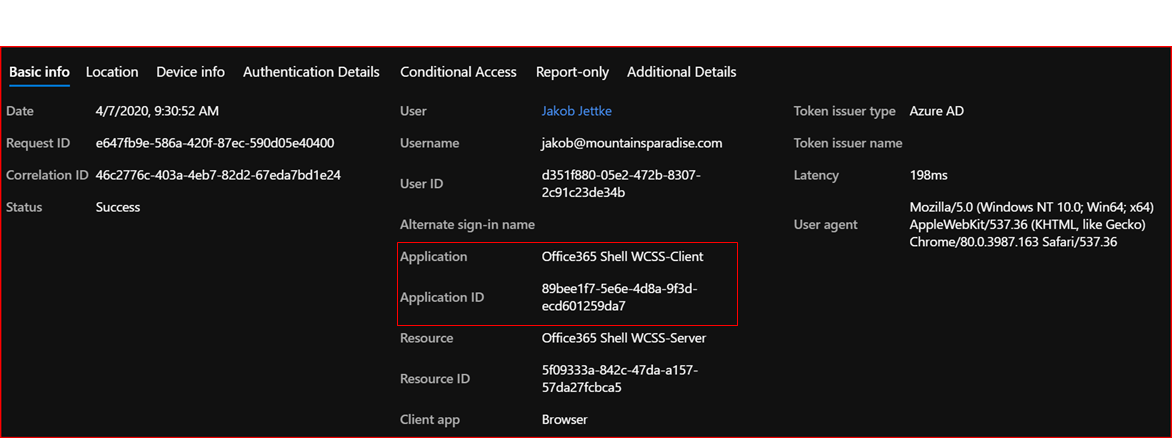 Basic info Location Device info Authentication Details Conditional Access Report-only Additional Details
Date 4/7/2020, 9:30:52 AM
Request ID e647fb9e-586a-420f-87ec-590d05e40400
Correlation ID 46c2776c-403a-4eb7-82d2-67eda7bd1e24
Status Success
User Jakob Jettke
Username jakob@mountainsparadise.com
User ID d351f880-05e2-472b-8307-
2c91c23de34b
Alternate sign-in name
Application Office365 Shell WCSS-Client
Application ID 89bee1f7-5e6e-4d8a-9f3d-
ecd601259da7
Resource Office365 Shell WCSS-Server
Resource ID 5f09333a-842c-47da-a157-
57da27fcbca5
Client app Browser
Token issuer type Azure AD
Token issuer name
Latency 198ms
User agent Mozilla/5.0 (Windows NT 10.0; Win64; x64)
AppleWebKit/537.36 (KHTML, like Gecko)
Chrome/80.0.3987.163 Safari/537.36